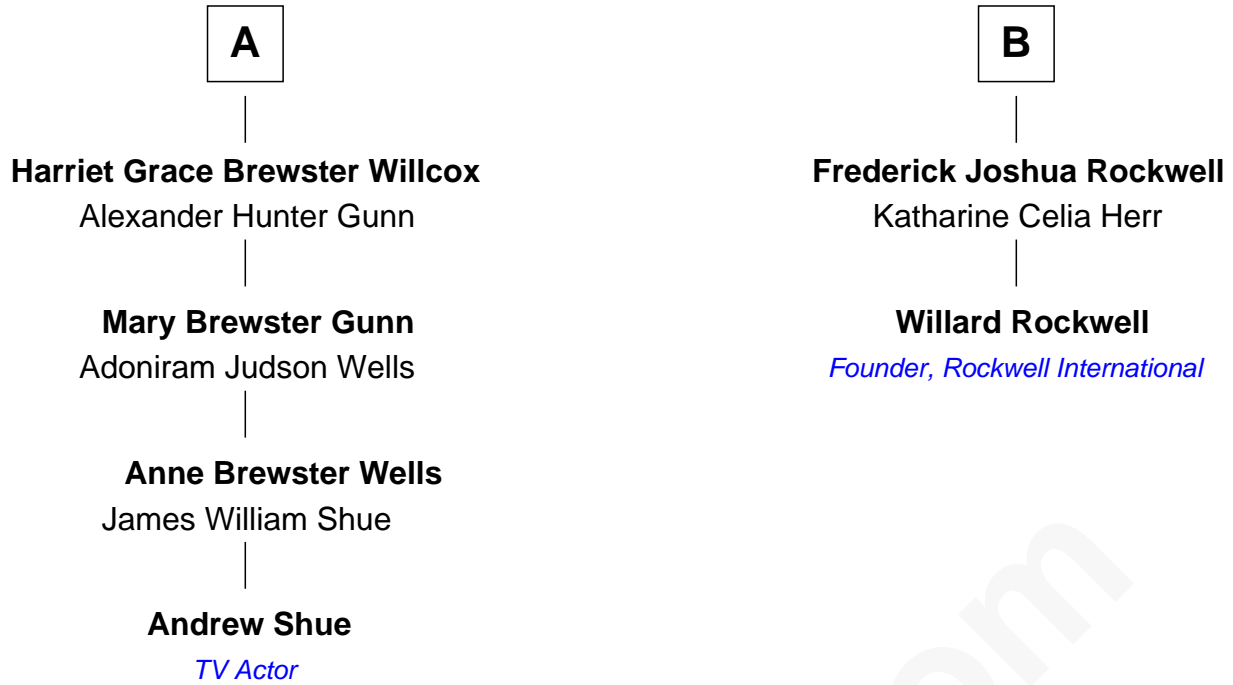 A
Harriet Grace Brewster Willcox
Alexander Hunter Gunn
Mary Brewster Gunn
Adoniram Judson Wells
Anne Brewster Wells
James William Shue
Andrew Shue
TV Actor
B
Frederick Joshua Rockwell
Katharine Celia Herr
Willard Rockwell
Founder, Rockwell International
om